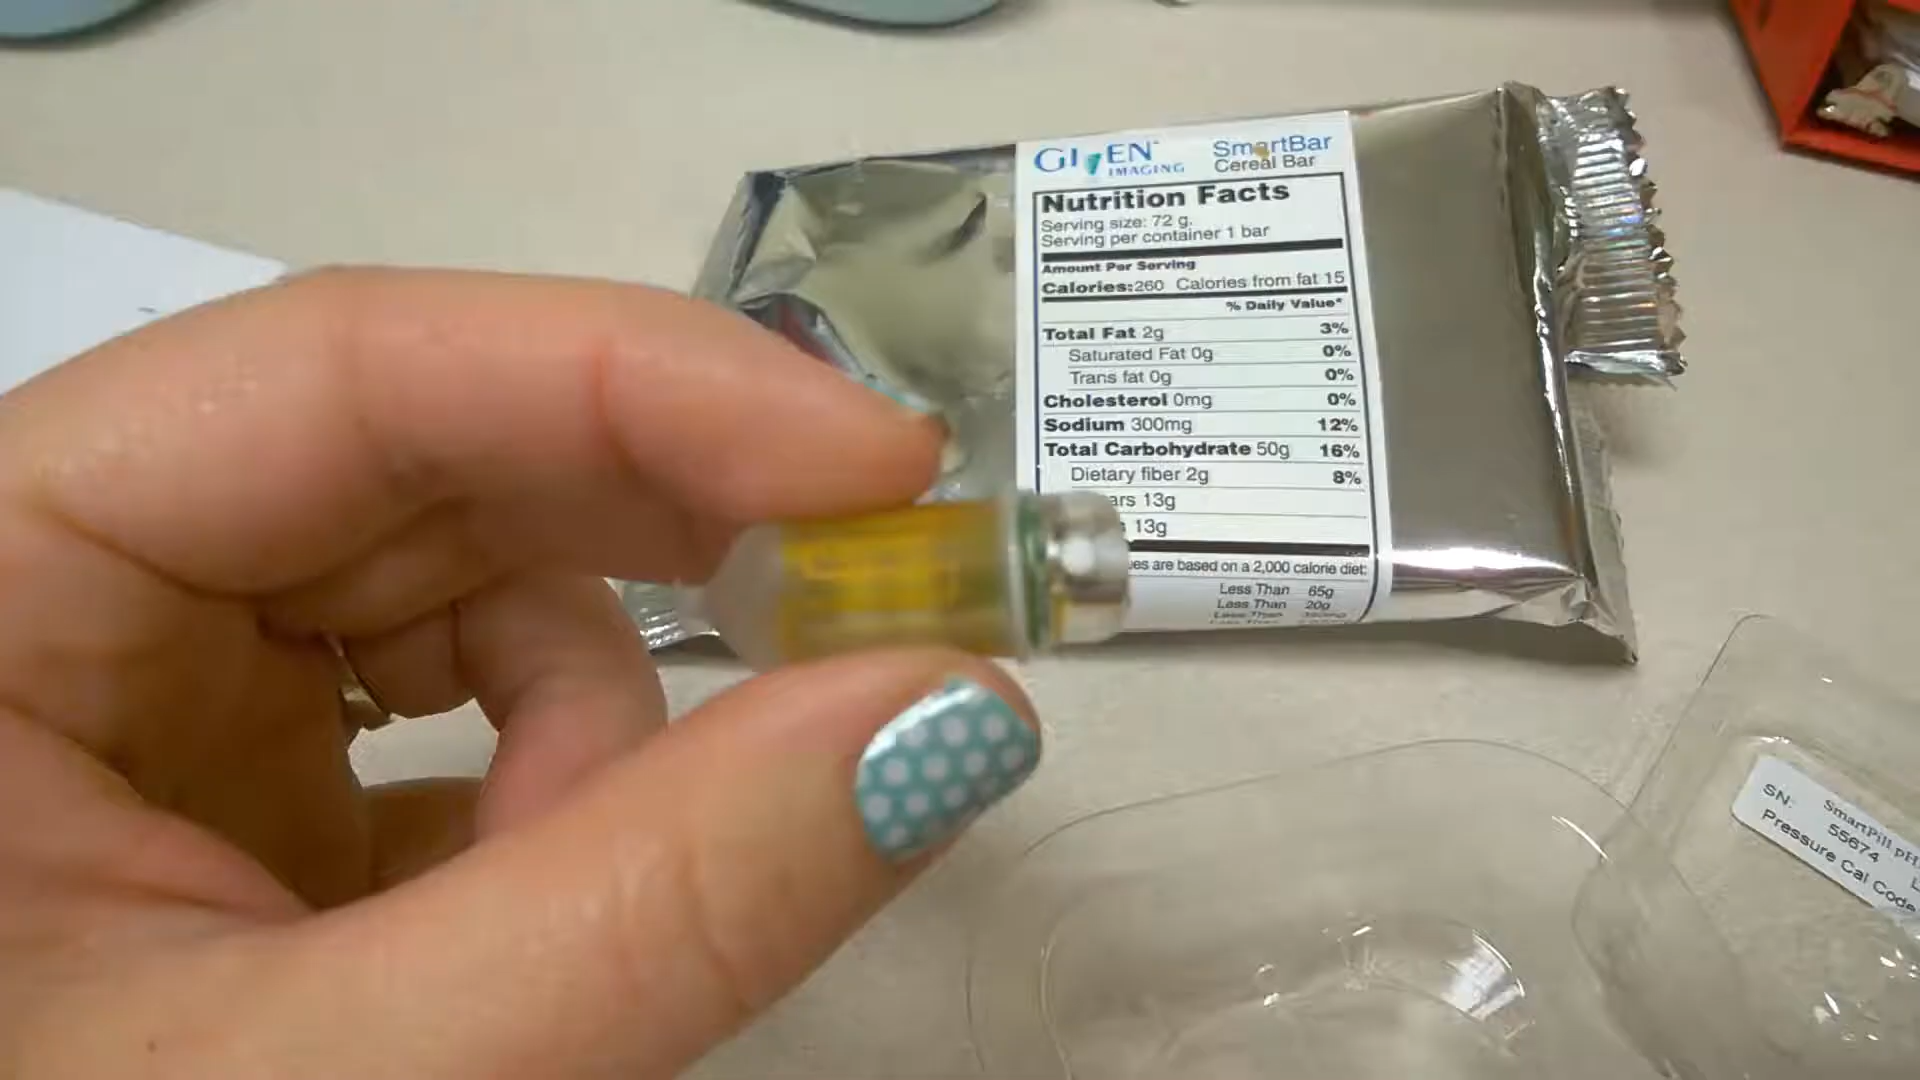 GIVEN IMAGING
SmartBar
Cereal Bar
Nutrition Facts
Serving size: 72 g.
Serving per container 1 bar
Amount Per Serving
Calories:260 Calories from fat 15
% Daily Value*
Total Fat 2g 3%
Saturated Fat 0g 0%
Trans fat 0g 0%
Cholesterol 0mg 0%
Sodium 300mg 12%
Total Carbohydrate 50g 16%
Dietary fiber 2g 8%
13g
13g
are based on a 2,000 calorie diet:
Less Than 65g
Less Than 20g
Less Than
SmartPill pH
SN: 55674
Pressure Cal Code